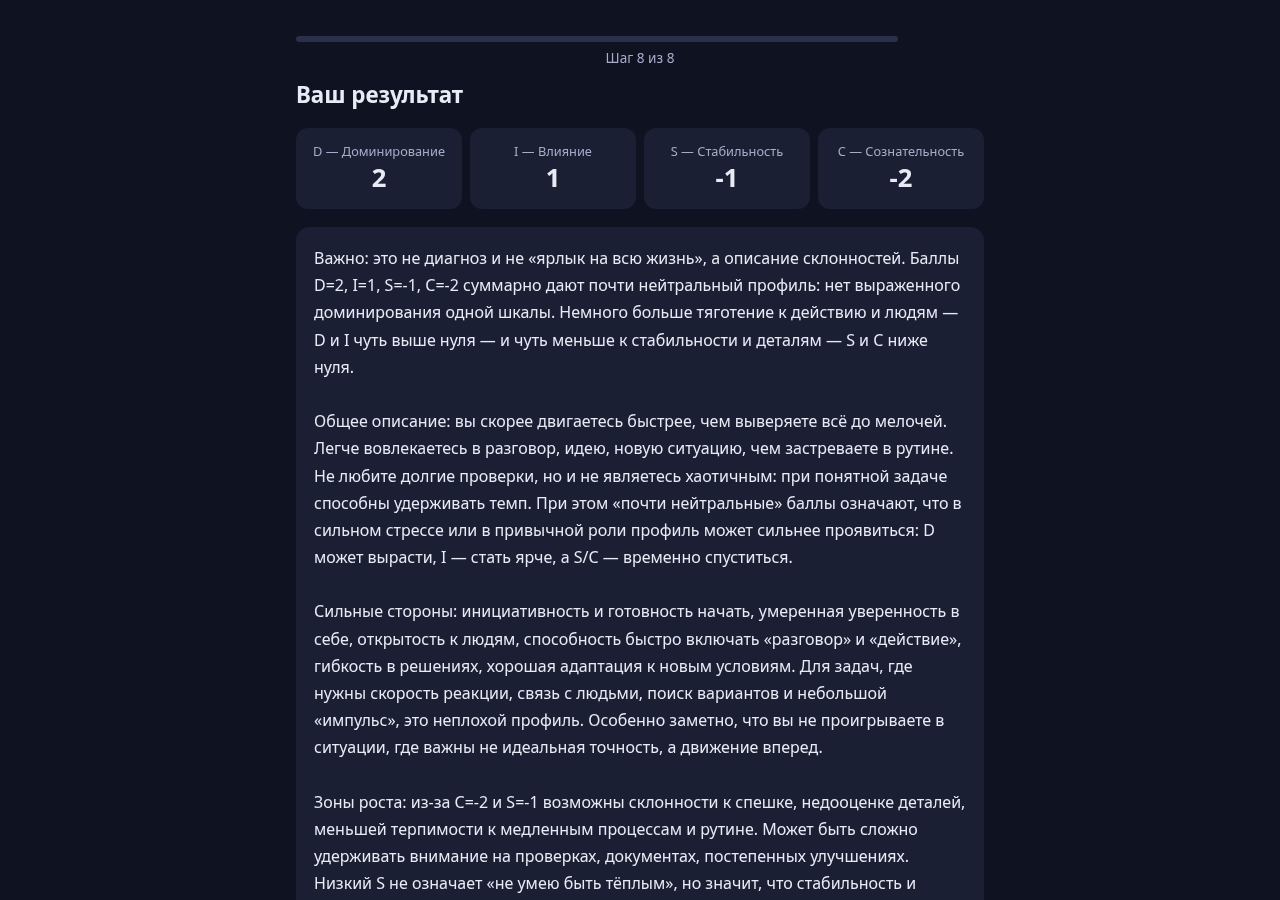 Шаг 8 из 8
Ваш результат
D — Доминирование
2
I — Влияние
1
S — Стабильность
-1
C — Сознательность
-2
Важно: это не диагноз и не «ярлык на всю жизнь», а описание склонностей. Баллы
D=2, I=1, S=-1, C=-2 суммарно дают почти нейтральный профиль: нет выраженного
доминирования одной шкалы. Немного больше тяготение к действию и людям —
D и I чуть выше нуля — и чуть меньше к стабильности и деталям — S и C ниже
нуля.
Общее описание: вы скорее двигаетесь быстрее, чем выверяете всё до мелочей.
Легче вовлекаетесь в разговор, идею, новую ситуацию, чем застреваете в рутине.
Не любите долгие проверки, но и не являетесь хаотичным: при понятной задаче
способны удерживать темп. При этом «почти нейтральные» баллы означают, что в
сильном стрессе или в привычной роли профиль может сильнее проявиться: D
может вырасти, I — стать ярче, а S/C — временно спуститься.
Сильные стороны: инициативность и готовность начать, умеренная уверенность в
себе, открытость к людям, способность быстро включать «разговор» и «действие»,
гибкость в решениях, хорошая адаптация к новым условиям. Для задач, где
нужны скорость реакции, связь с людьми, поиск вариантов и небольшой
«импульс», это неплохой профиль. Особенно заметно, что вы не проигрываете в
ситуации, где важны не идеальная точность, а движение вперед.
Зоны роста: из-за C=-2 и S=-1 возможны склонности к спешке, недооценке деталей,
меньшей терпимости к медленным процессам и рутине. Может быть сложно
удерживать внимание на проверках, документах, постепенных улучшениях.
Низкий S не означает «не умею быть тёплым», но значит, что стабильность и